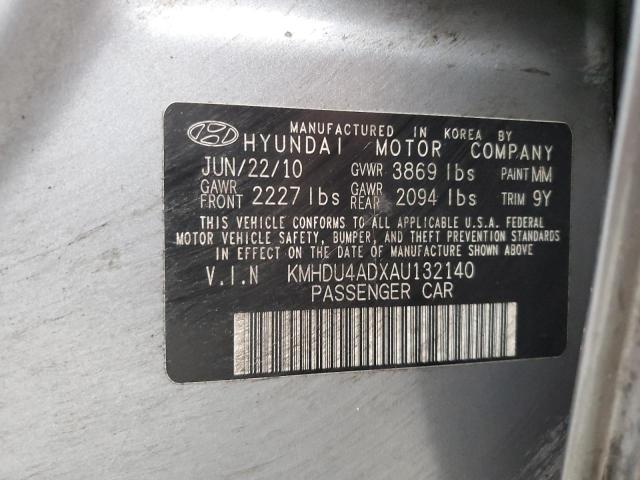 MANUFACTURED IN KOREA BY
HYUNDAI MOTOR COMPANY
JUN/22/10 GVWR 3869 lbs PAINT MM
GAWR FRONT 2227 lbs GAWR REAR 2094 lbs TRIM 9Y
THIS VEHICLE CONFORMS TO ALL APPLICABLE U.S.A. FEDERAL
MOTOR VEHICLE SAFETY, BUMPER, AND THEFT PREVENTION STANDARDS
IN EFFECT ON THE DATE OF MANUFACTURE SHOWN ABOVE
V.I.N KMHDU4ADXAU132140
PASSENGER CAR